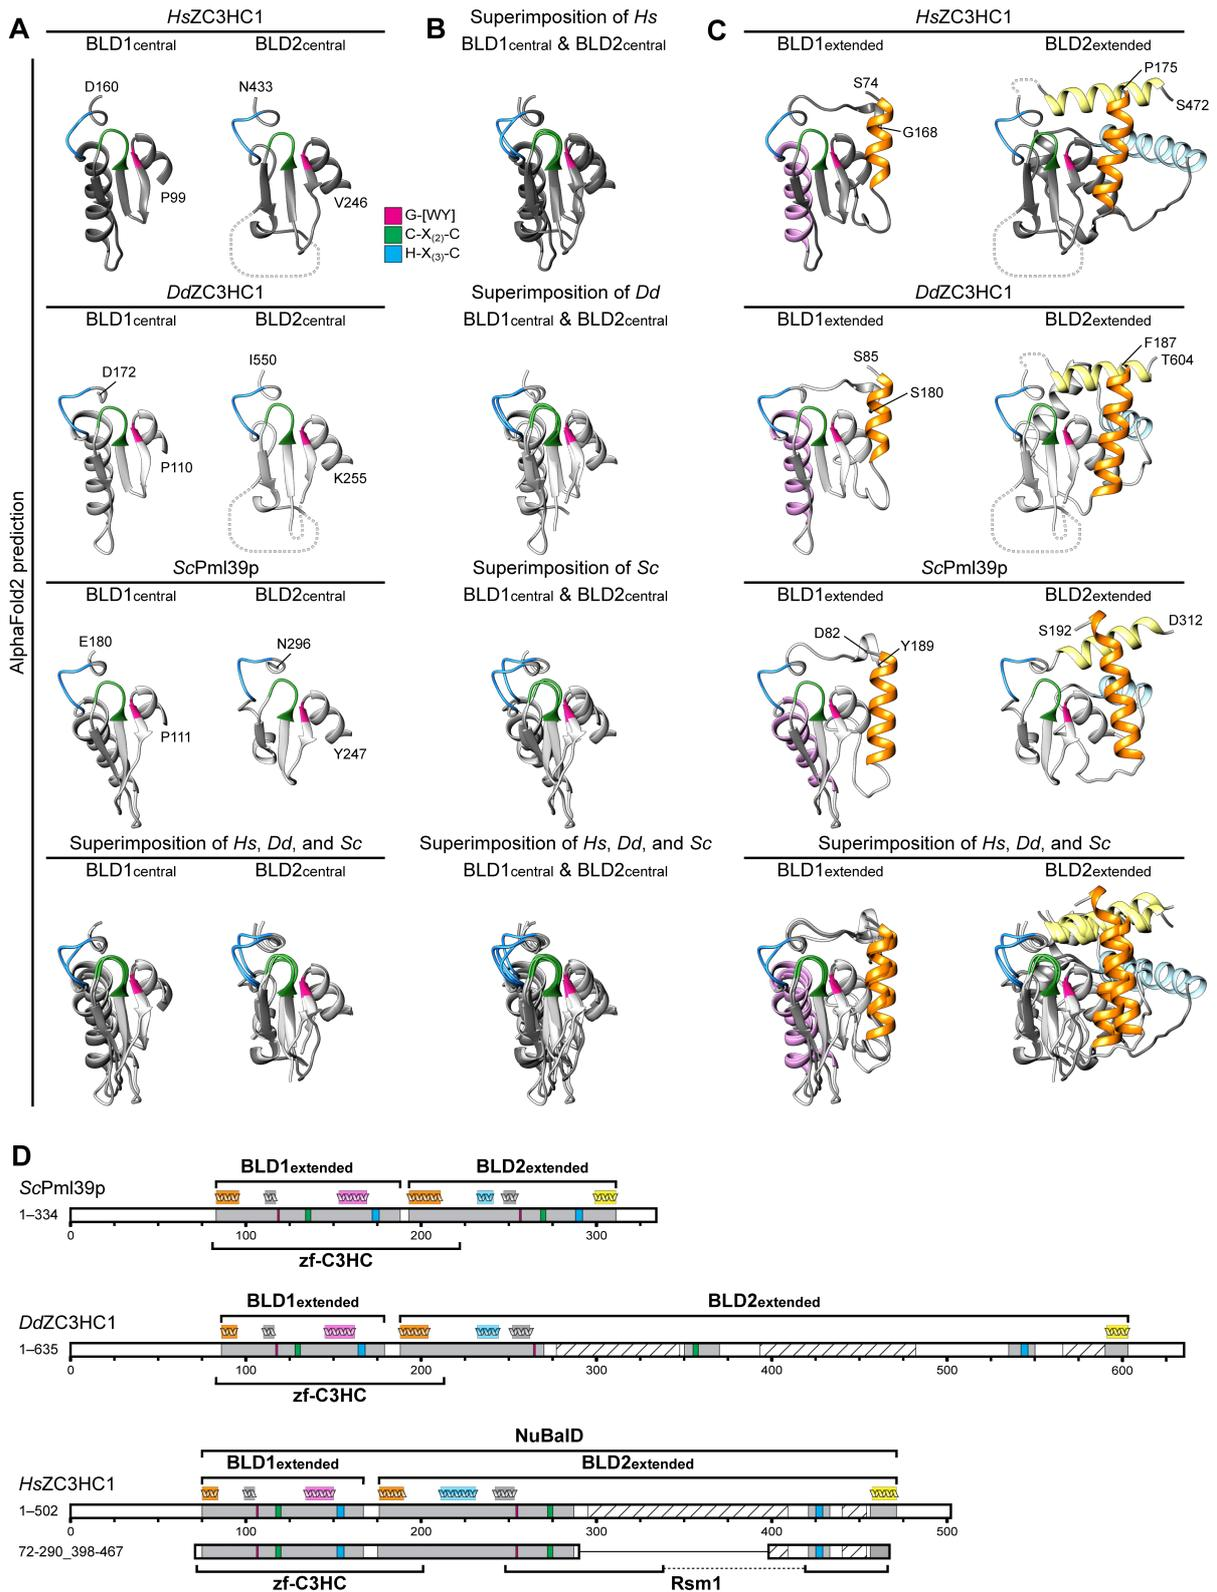 A
HsZC3HC1
BLD1central BLD2central
D160
N433
P99
V246
G-[WY]
C-X(2)-C
H-X(3)-C
DdZC3HC1
BLD1central BLD2central
D172
I550
P110
K255
ScPml39p
BLD1central BLD2central
E180
N296
P111
Y247
Superimposition of Hs, Dd, and Sc
BLD1central BLD2central
AlphaFold2 prediction
B
Superimposition of Hs
BLD1central & BLD2central
Superimposition of Dd
BLD1central & BLD2central
Superimposition of Sc
BLD1central & BLD2central
Superimposition of Hs, Dd, and Sc
BLD1central & BLD2central
C
HsZC3HC1
BLD1extended BLD2extended
S74
G168
P175
S472
DdZC3HC1
BLD1extended BLD2extended
S85
S180
F187
T604
ScPml39p
BLD1extended BLD2extended
D82
Y189
S192
D312
Superimposition of Hs, Dd, and Sc
BLD1extended BLD2extended
D
BLD1extended BLD2extended
ScPml39p
1–334
0 100 200 300
zf-C3HC
BLD1extended BLD2extended
DdZC3HC1
1–635
0 100 200 300 400 500 600
zf-C3HC
NuBaID
BLD1extended BLD2extended
HsZC3HC1
1–502
0 100 200 300 400 500
72-290_398-467
zf-C3HC Rsm1